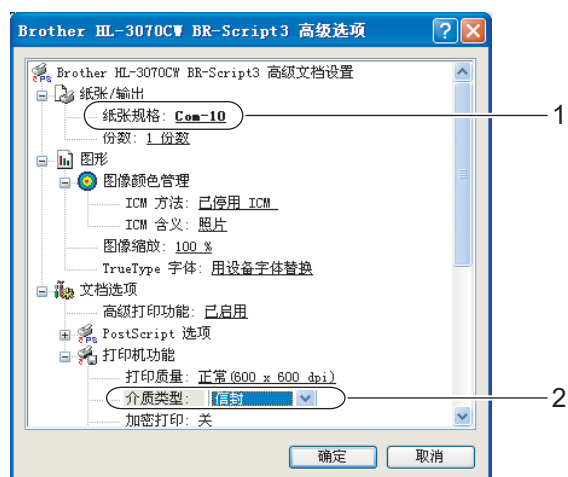 Brother HL-3070CW BR-Script3 高级选项
Brother HL-3070CW BR-Script3 高级文档设置
纸张/输出
纸张规格: Com-10
1
份数: 1 份数
图形
图像颜色管理
ICM 方法: 已停用 ICM
ICM 含义: 照片
图像缩放: 100 %
TrueType 字体: 用设备字体替换
文档选项
高级打印功能: 已启用
PostScript 选项
打印机功能
打印质量: 正常(600 x 600 dpi)
介质类型: 信封
2
加密打印: 关
确定 取消